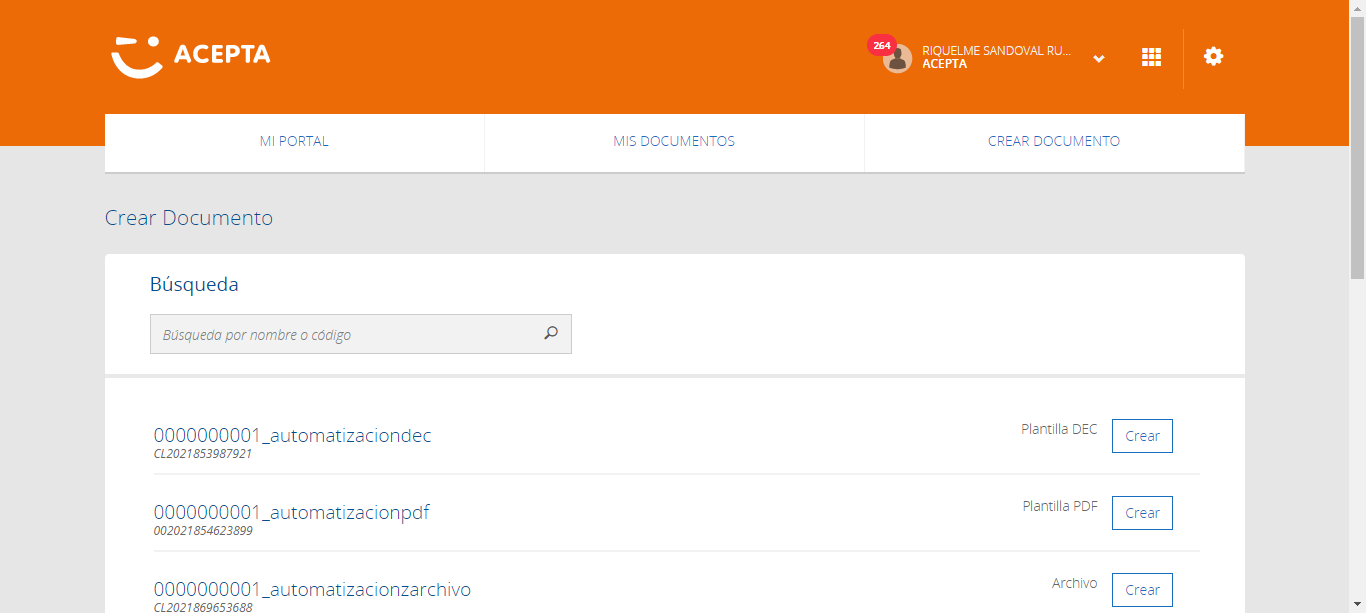 ACEPTA
264
RIQUELME SANDOVAL RU...
ACEPTA
MI PORTAL
MIS DOCUMENTOS
CREAR DOCUMENTO
Crear Documento
Búsqueda
Búsqueda por nombre o código
0000000001_automatizaciondec
Plantilla DEC
Crear
CL2021853987921
0000000001_automatizacionpdf
Plantilla PDF
Crear
002021854623899
0000000001_automatizacionzarchivo
Archivo
Crear
CL2021869653688